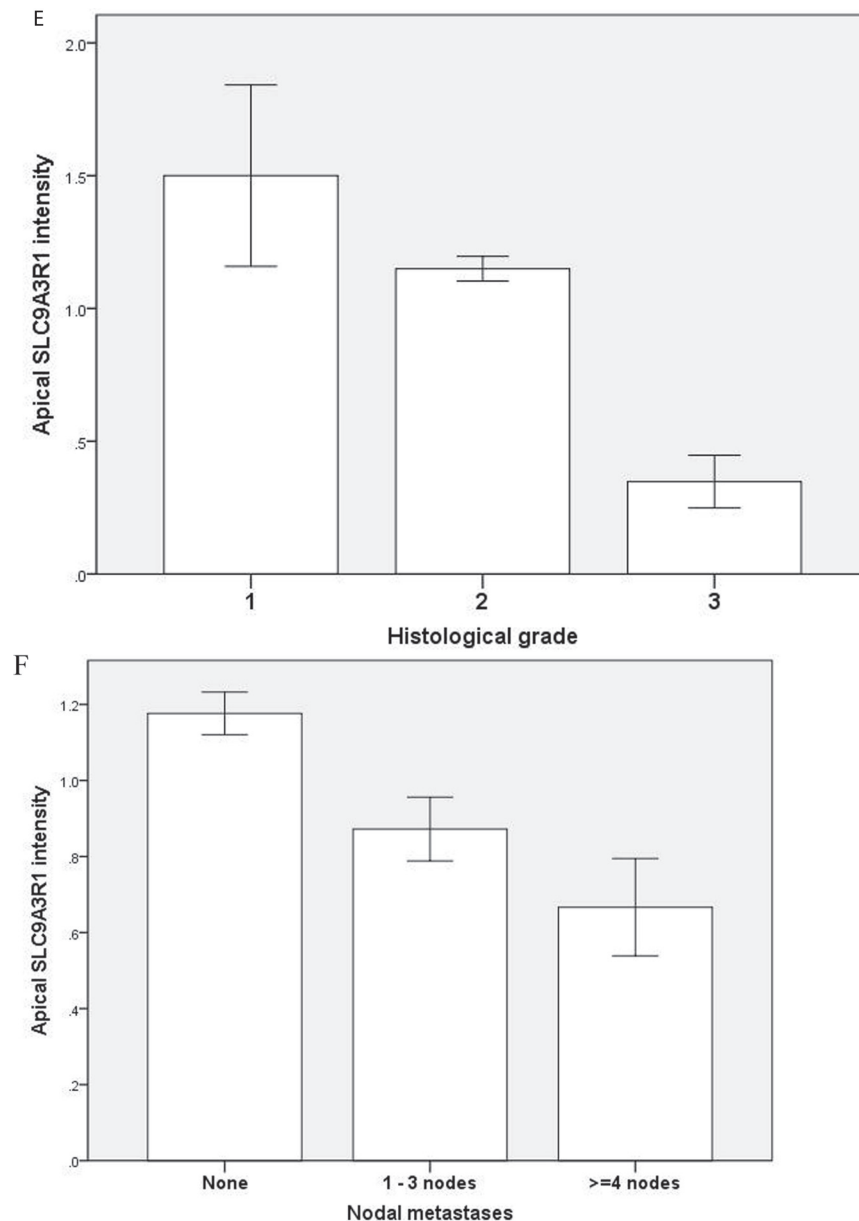 E
2.0
1.5
1.0
.5
.0
Apical SLC9A3R1 intensity
1 2 3
Histological grade
F
1.2
1.0
.8
.6
.4
.2
.0
Apical SLC9A3R1 intensity
None 1 - 3 nodes >=4 nodes
Nodal metastases